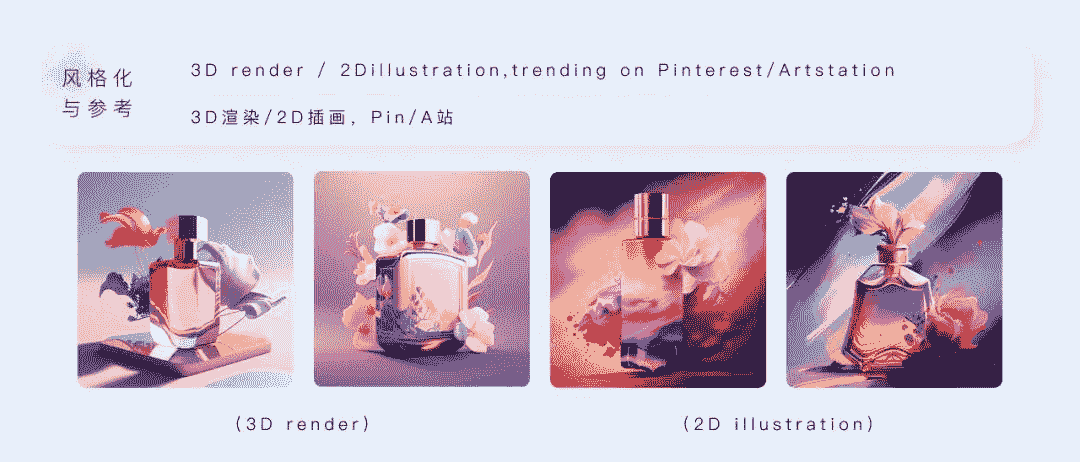 风格化
与参考
3D render / 2Dillustration,trending on Pinterest/Artstation
3D渲染/2D插画，Pin/A站
(3D render)
(2D illustration)